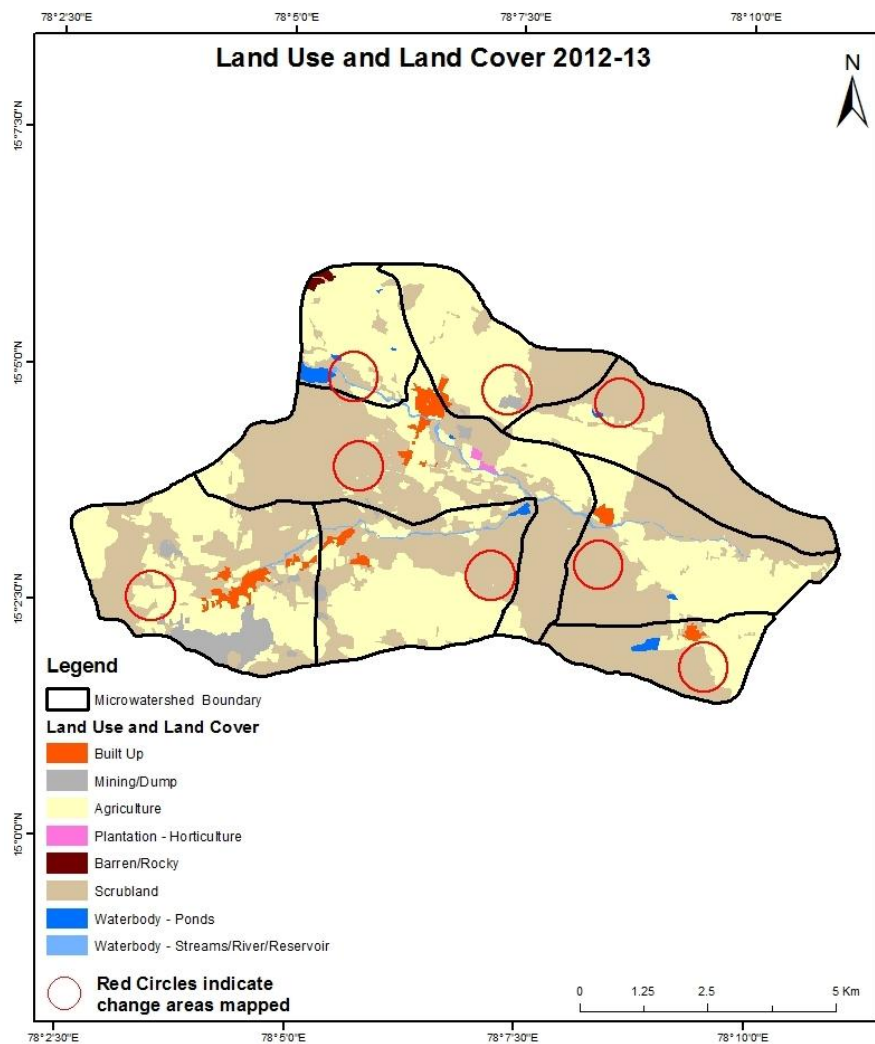 78°2'30"E 78°5'0"E 78°7'30"E 78°10'0"E
Land Use and Land Cover 2012-13
N
15°7'30"N
15°5'0"N
15°2'30"N
15°0'0"N
Legend
Microwatershed Boundary
Land Use and Land Cover
Built Up
Mining/Dump
Agriculture
Plantation - Horticulture
Barren/Rocky
Scrubland
Waterbody - Ponds
Waterbody - Streams/River/Reservoir
Red Circles indicate
change areas mapped
0 1.25 2.5 5 Km
78°2'30"E 78°5'0"E 78°7'30"E 78°10'0"E